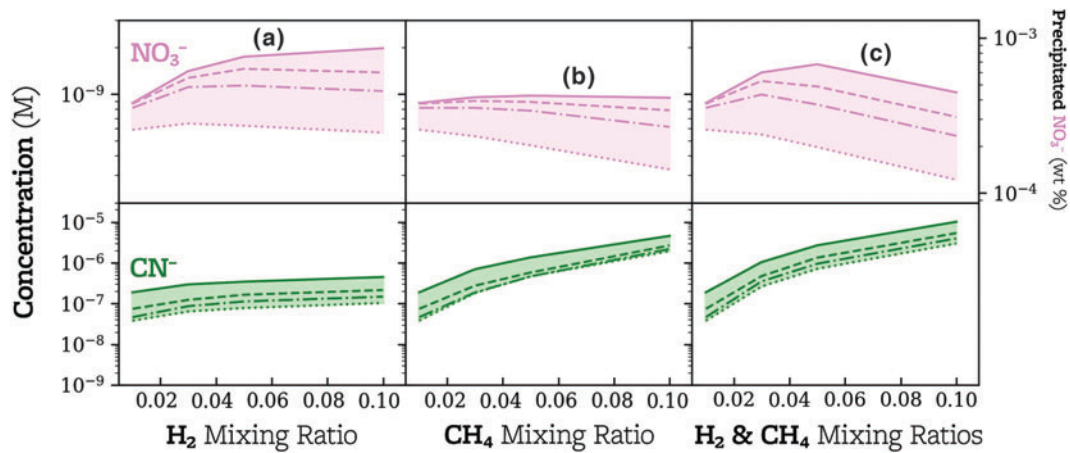 (a)
(b)
(c)
NO₃⁻
CN⁻
Concentration (M)
10⁻⁹
10⁻⁵
10⁻⁶
10⁻⁷
10⁻⁸
10⁻⁹
10⁻³
10⁻⁴
Precipitated NO₃⁻ (wt %)
0.02 0.04 0.06 0.08 0.10
0.02 0.04 0.06 0.08 0.10
0.02 0.04 0.06 0.08 0.10
H₂ Mixing Ratio
CH₄ Mixing Ratio
H₂ & CH₄ Mixing Ratios